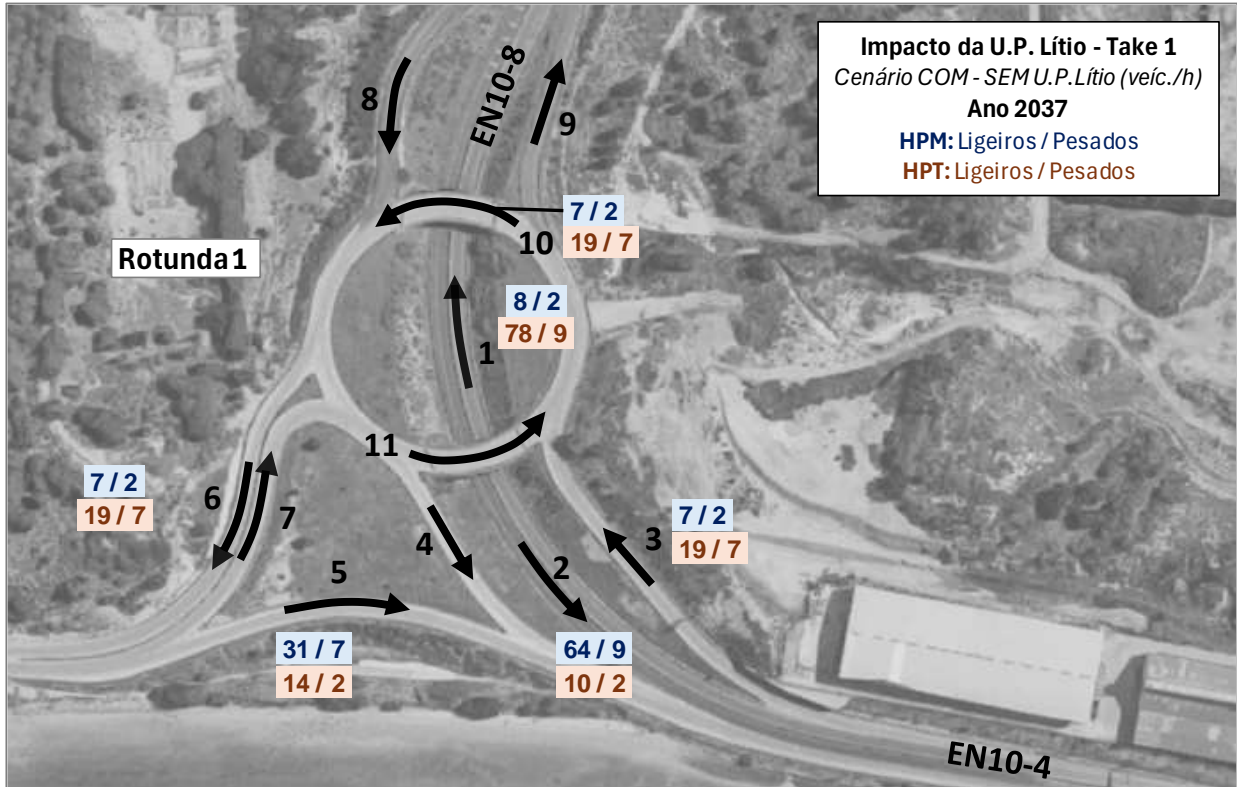 Impacto da U.P. Lítio - Take 1
Cenário COM - SEM U.P.Lítio (veíc./h)
Ano 2037
HPM: Ligeiros / Pesados
HPT: Ligeiros / Pesados
8
EN10-8
9
7 / 2
19 / 7
10
Rotunda1
8 / 2
78 / 9
1
11
7 / 2
19 / 7
6
7
4
2
3
7 / 2
19 / 7
5
31 / 7
14 / 2
64 / 9
10 / 2
EN10-4